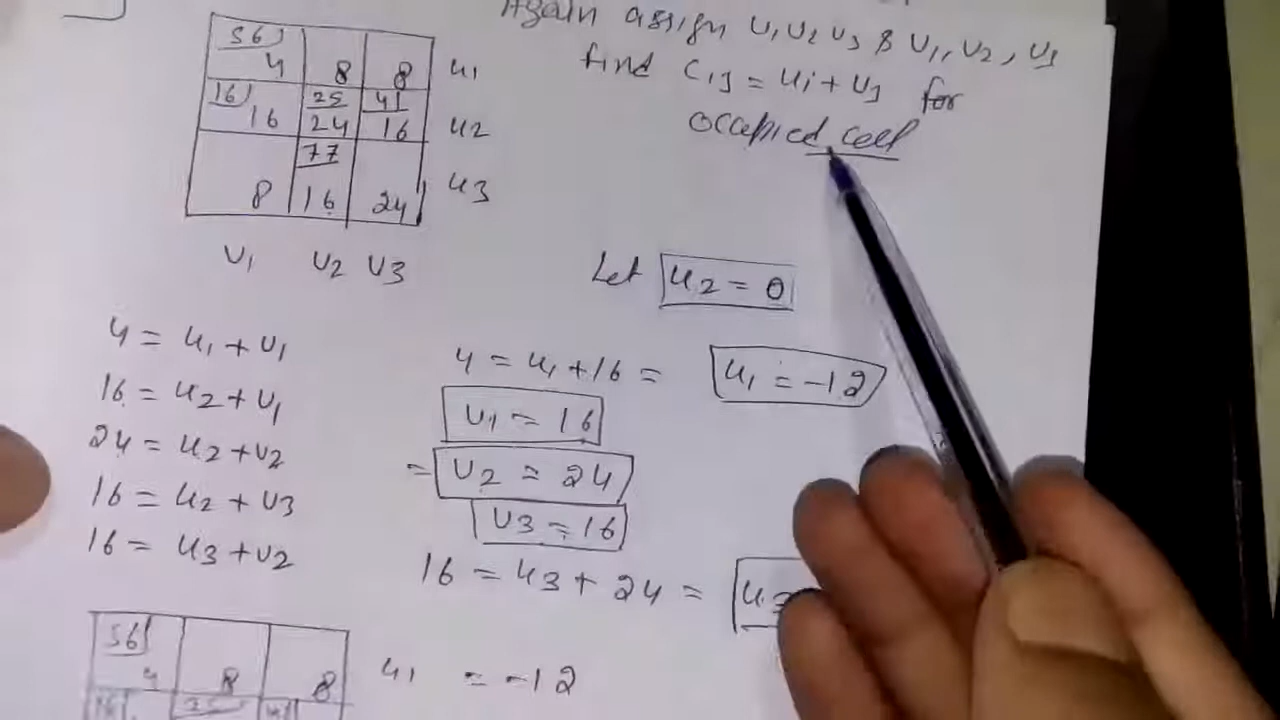 Again assign U1 U2 U3 & V1, V2, V3
find C13 = Ui + VJ for
occupied cell
56 4 8 8 U1
16 16 25 24 41 16 U2
8 77 16 24 U3
V1 V2 V3
Let U2 = 0
4 = U1 + V1
16 = U2 + V1
24 = U2 + V2
16 = U2 + V3
16 = U3 + V2
4 = U1 + 16 = U1 = -12
V1 = 16
= V2 = 24
V3 = 16
16 = U3 + 24 =
56 4 8 8 U1 = -12